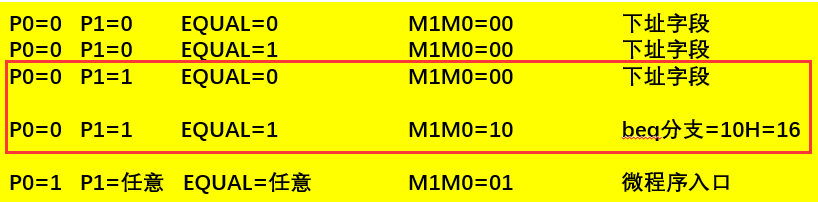 P0=0 P1=0 EQUAL=0 M1M0=00 下址字段
P0=0 P1=0 EQUAL=1 M1M0=00 下址字段
P0=0 P1=1 EQUAL=0 M1M0=00 下址字段
P0=0 P1=1 EQUAL=1 M1M0=10 beq分支=10H=16
P0=1 P1=任意 EQUAL=任意 M1M0=01 微程序入口